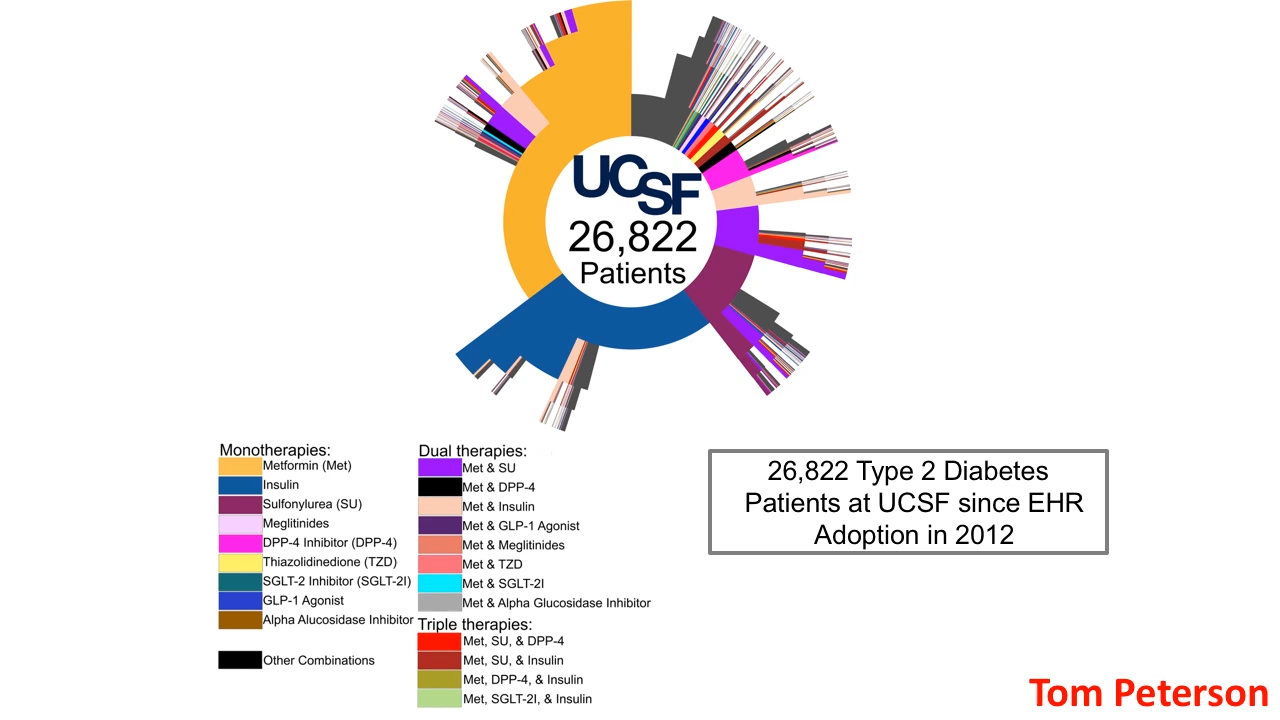 UCSF
26,822
Patients
Monotherapies:
Metformin (Met)
Insulin
Sulfonylurea (SU)
Meglitinides
DPP-4 Inhibitor (DPP-4)
Thiazolidinedione (TZD)
SGLT-2 Inhibitor (SGLT-2I)
GLP-1 Agonist
Alpha Alucosidase Inhibitor
Other Combinations
Dual therapies:
Met & SU
Met & DPP-4
Met & Insulin
Met & GLP-1 Agonist
Met & Meglitinides
Met & TZD
Met & SGLT-2I
Met & Alpha Glucosidase Inhibitor
Triple therapies:
Met, SU, & DPP-4
Met, SU, & Insulin
Met, DPP-4, & Insulin
Met, SGLT-2I, & Insulin
26,822 Type 2 Diabetes
Patients at UCSF since EHR
Adoption in 2012
Tom Peterson